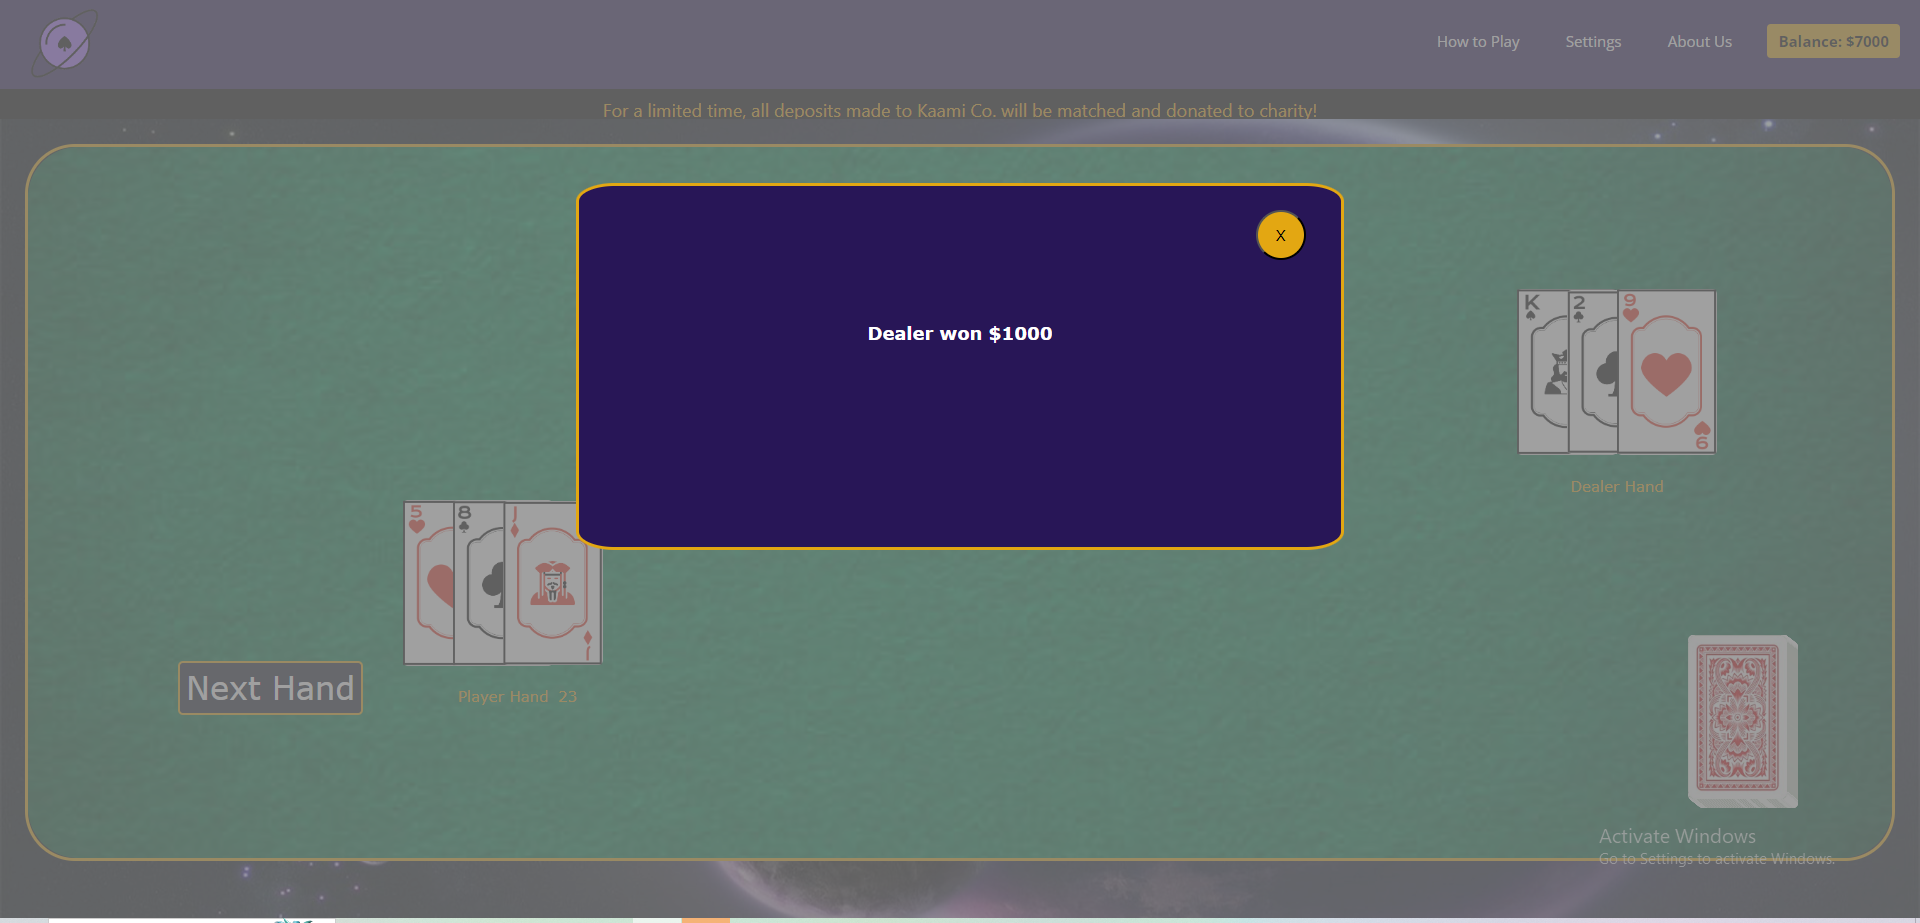 How to Play Settings About Us Balance: $7000
For a limited time, all deposits made to Kaami Co. will be matched and donated to charity!
X
Dealer won $1000
K 2 9
9
Dealer Hand
5 8 J
J
Player Hand 23
Next Hand
Activate Windows
Go to Settings to activate Windows.